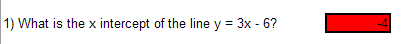 1) What is the x intercept of the line y = 3x - 6? -4